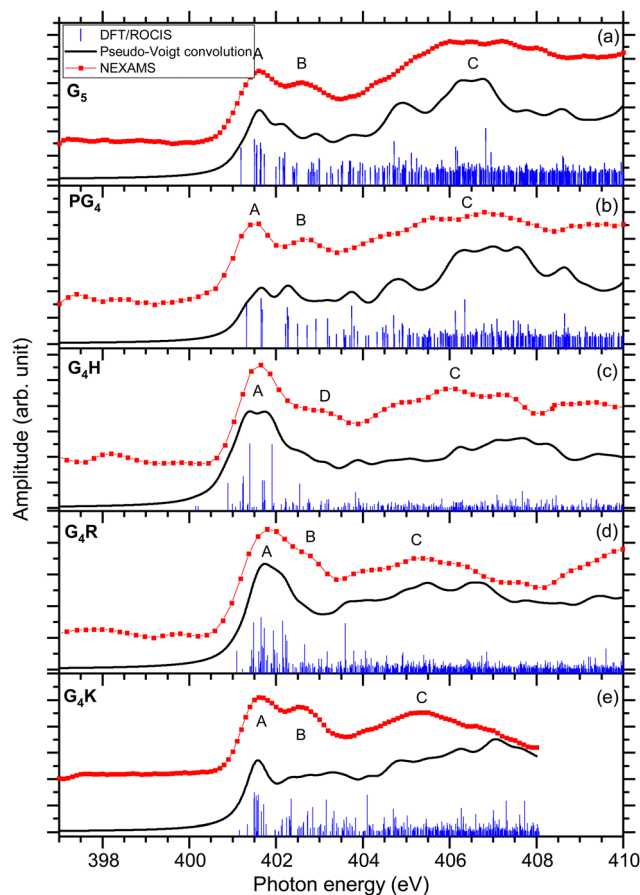 DFT/ROCIS
Pseudo-Voigt convolution
NEXAMS
(a)
A
B
C
G5
PG4
(b)
A
B
C
G4H
(c)
A
D
C
G4R
(d)
A
B
C
G4K
(e)
A
B
C
Amplitude (arb. unit)
398 400 402 404 406 408 410
Photon energy (eV)